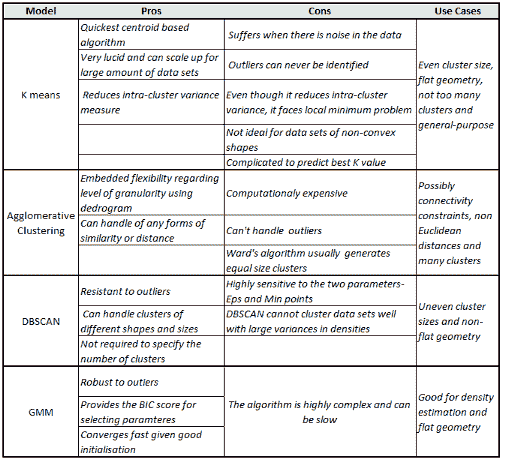 Model Pros Cons Use Cases
K means
Quickest centroid based
algorithm
Suffers when there is noise in the data
Very lucid and can scale up for
large amount of data sets
Outliers can never be identified
Reduces intra-cluster variance
measure
Even though it reduces intra-cluster
variance, it faces local minimum problem
Not ideal for data sets of non-convex
shapes
Complicated to predict best K value
Even cluster size,
flat geometry,
not too many
clusters and
general-purpose
Agglomerative
Clustering
Embedded flexibility regarding
level of granularity using
dedrogram
Computationaly expensive
Can handle of any forms of
similarity or distance
Can't handle outliers
Ward's algorithm usually generates
equal size clusters
Possibly
connectivity
constraints, non
Euclidean
distances and
many clusters
DBSCAN
Resistant to outliers
Highly sensitive to the two parameters-
Eps and Min points
Can handle clusters of
different shapes and sizes
DBSCAN cannot cluster data sets well
with large variances in densities
Not required to specify the
number of clusters
Uneven cluster
sizes and non-
flat geometry
GMM
Robust to outliers
Provides the BIC score for
selecting paramteres
Converges fast given good
initialisation
The algorithm is highly complex and can
be slow
Good for density
estimation and
flat geometry